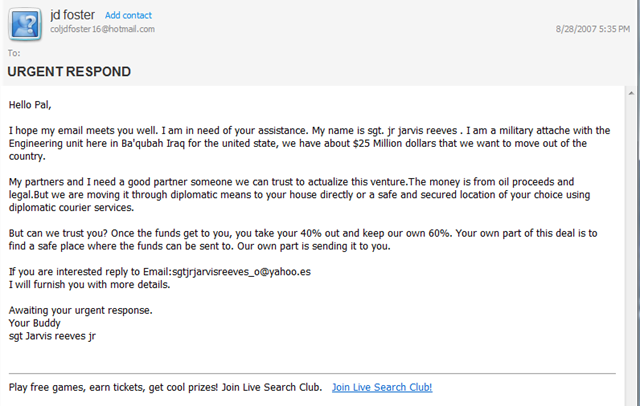 jd foster Add contact
coljdfoster16@hotmail.com 8/28/2007 5:35 PM
To:
URGENT RESPOND
Hello Pal,
I hope my email meets you well. I am in need of your assistance. My name is sgt. jr jarvis reeves . I am a military attache with the
Engineering unit here in Ba'qubah Iraq for the united state, we have about $25 Million dollars that we want to move out of the
country.
My partners and I need a good partner someone we can trust to actualize this venture.The money is from oil proceeds and
legal.But we are moving it through diplomatic means to your house directly or a safe and secured location of your choice using
diplomatic courier services.
But can we trust you? Once the funds get to you, you take your 40% out and keep our own 60%. Your own part of this deal is to
find a safe place where the funds can be sent to. Our own part is sending it to you.
If you are interested reply to Email:sgtjrjarvisreeves_o@yahoo.es
I will furnish you with more details.
Awaiting your urgent response.
Your Buddy
sgt Jarvis reeves jr
Play free games, earn tickets, get cool prizes! Join Live Search Club. Join Live Search Club!